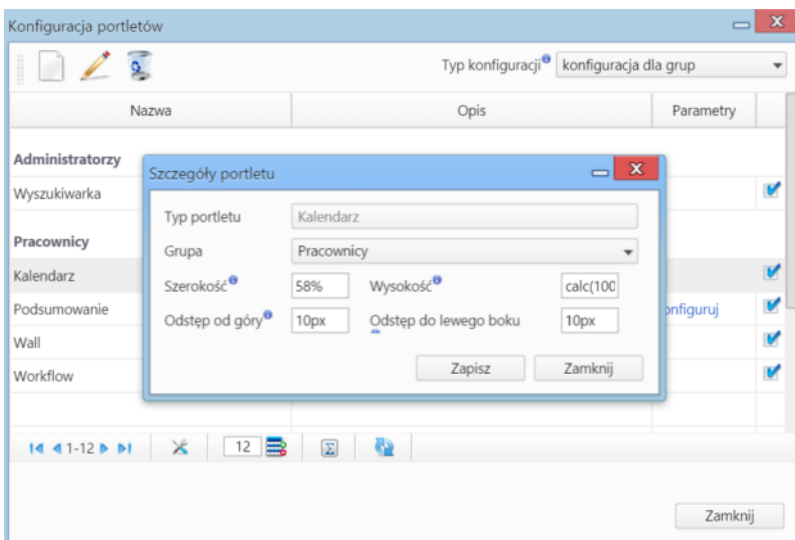 Konfiguracja portletów
Typ konfiguracji konfiguracja dla grup
Nazwa Opis Parametry
Administratorzy
Wyszukiwarka
Pracownicy
Kalendarz
Podsumowanie onfiguruj
Wall
Workflow
Szczegóły portletu
Typ portletu Kalendarz
Grupa Pracownicy
Szerokość 58% Wysokość calc(100
Odstęp od góry 10px Odstęp do lewego boku 10px
Zapisz Zamknij
1-12 12
Zamknij